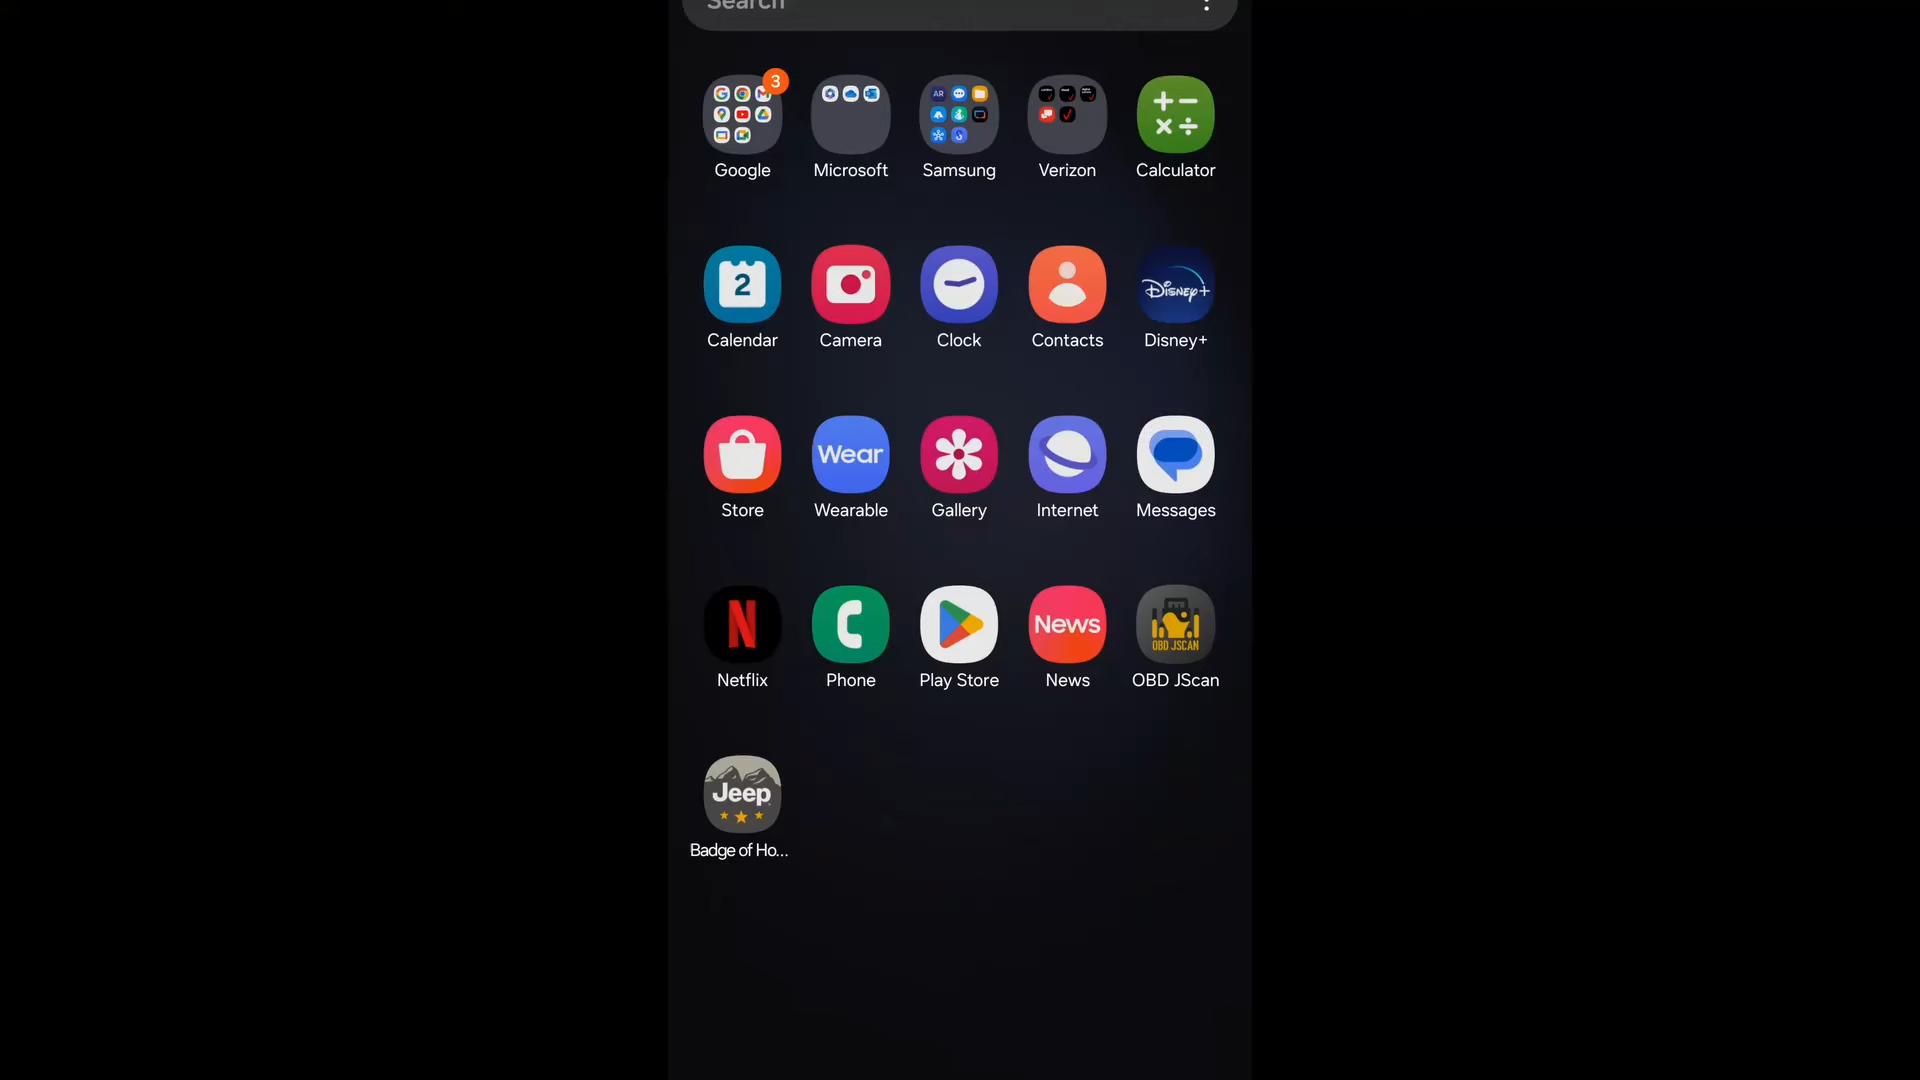 Search
3
AR
Google Microsoft Samsung Verizon Calculator
2
Disney+
Calendar Camera Clock Contacts Disney+
Wear
Store Wearable Gallery Internet Messages
N News OBD JSCAN
Netflix Phone Play Store News OBD JScan
Jeep
Badge of Ho...